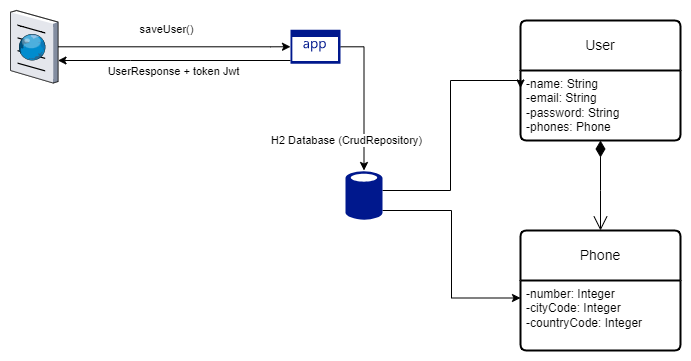 saveUser()
app
UserResponse + token Jwt
H2 Database (CrudRepository)
User
-name: String
-email: String
-password: String
-phones: Phone
Phone
-number: Integer
-cityCode: Integer
-countryCode: Integer